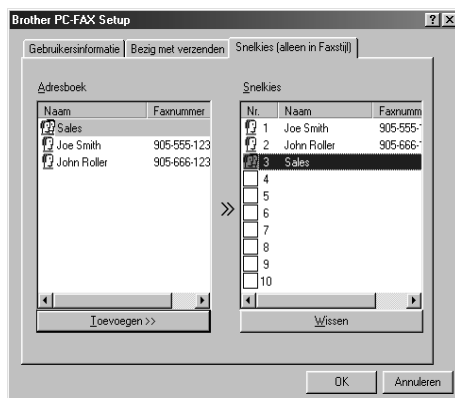 Brother PC-FAX Setup
Gebruikersinformatie Bezig met verzenden Snelkies (alleen in Faxstijl)
Adresboek Snelkies
Naam Faxnummer Nr. Naam Faxnumm
Sales 1 Joe Smith 905-555-
Joe Smith 905-555-123 2 John Roller 905-666-
John Roller 905-666-123 3 Sales
4
5
6
7
8
9
10
Toevoegen >> Wissen
OK Annuleren